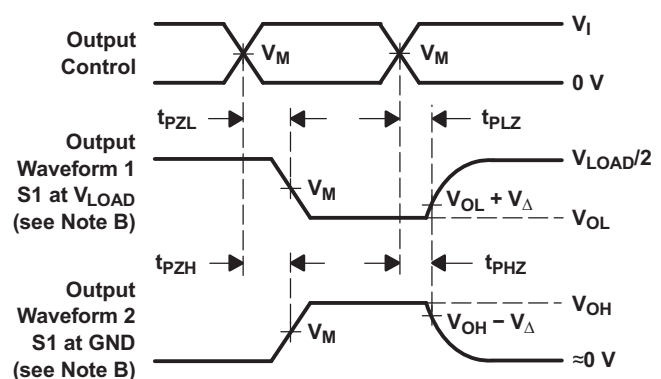 Output
Control
V_I
V_M
V_M
0 V
t_PZL
t_PLZ
Output
Waveform 1
S1 at V_LOAD
(see Note B)
V_LOAD/2
V_M
V_OL + V_Δ
V_OL
t_PZH
t_PHZ
Output
Waveform 2
S1 at GND
(see Note B)
V_OH
V_M
V_OH − V_Δ
≈0 V